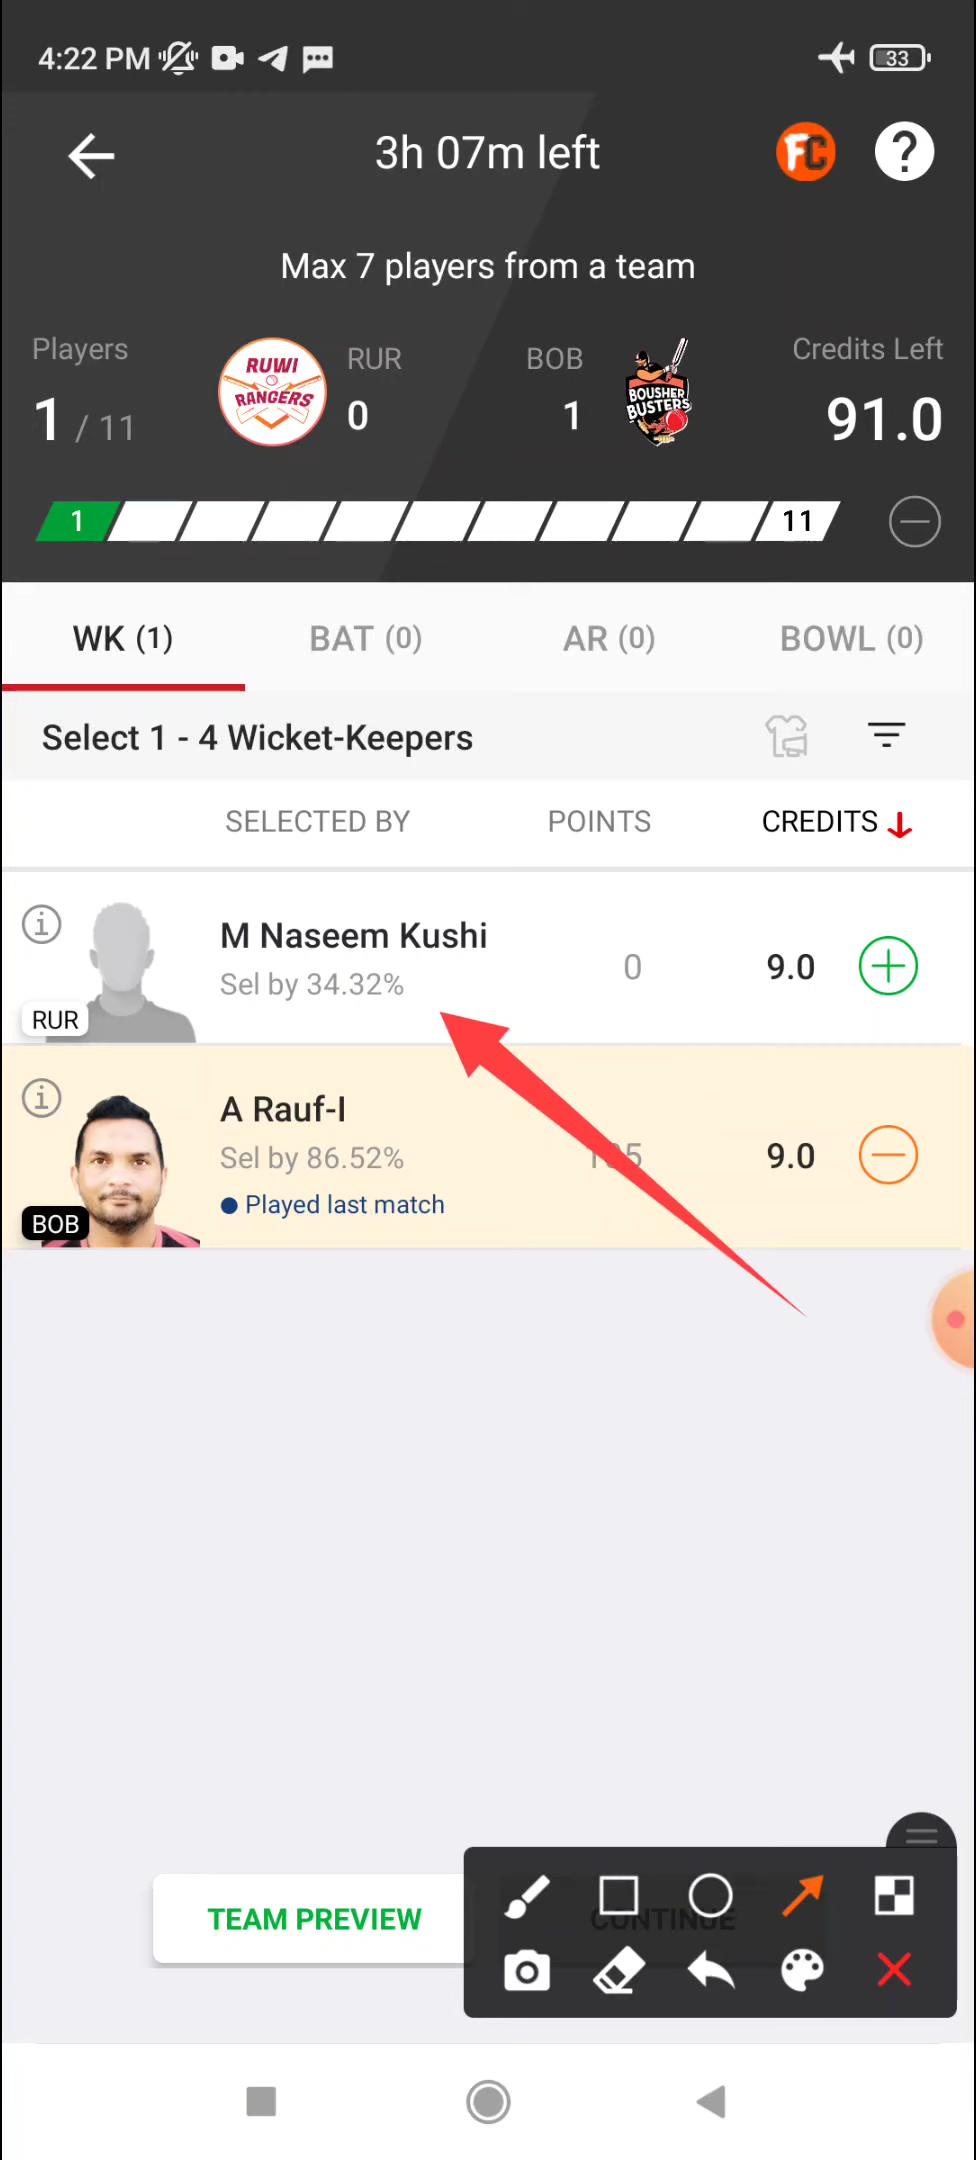 4:22 PM
33
3h 07m left
FC
?
Max 7 players from a team
Players
1 / 11
RUWI
RANGERS
RUR
0
BOB
1
BOUSHER
BUSTERS
Credits Left
91.0
1
11
WK (1)
BAT (0)
AR (0)
BOWL (0)
Select 1 - 4 Wicket-Keepers
SELECTED BY
POINTS
CREDITS
i
M Naseem Kushi
Sel by 34.32%
RUR
0
9.0
i
A Rauf-I
Sel by 86.52%
Played last match
BOB
9.0
TEAM PREVIEW
CONTINUE